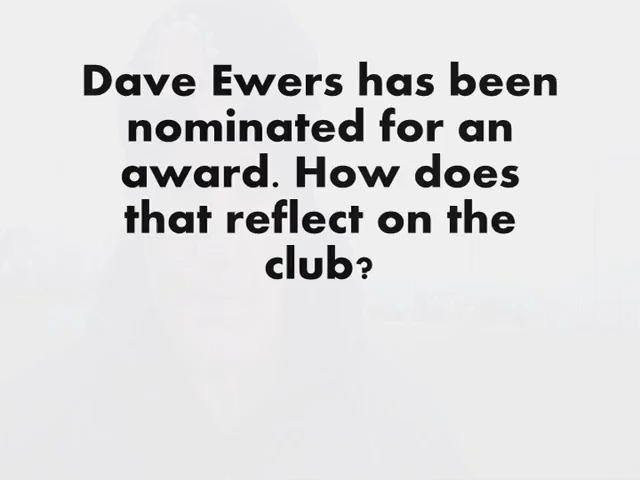 Dave Ewers has been
nominated for an
award. How does
that reflect on the
club?